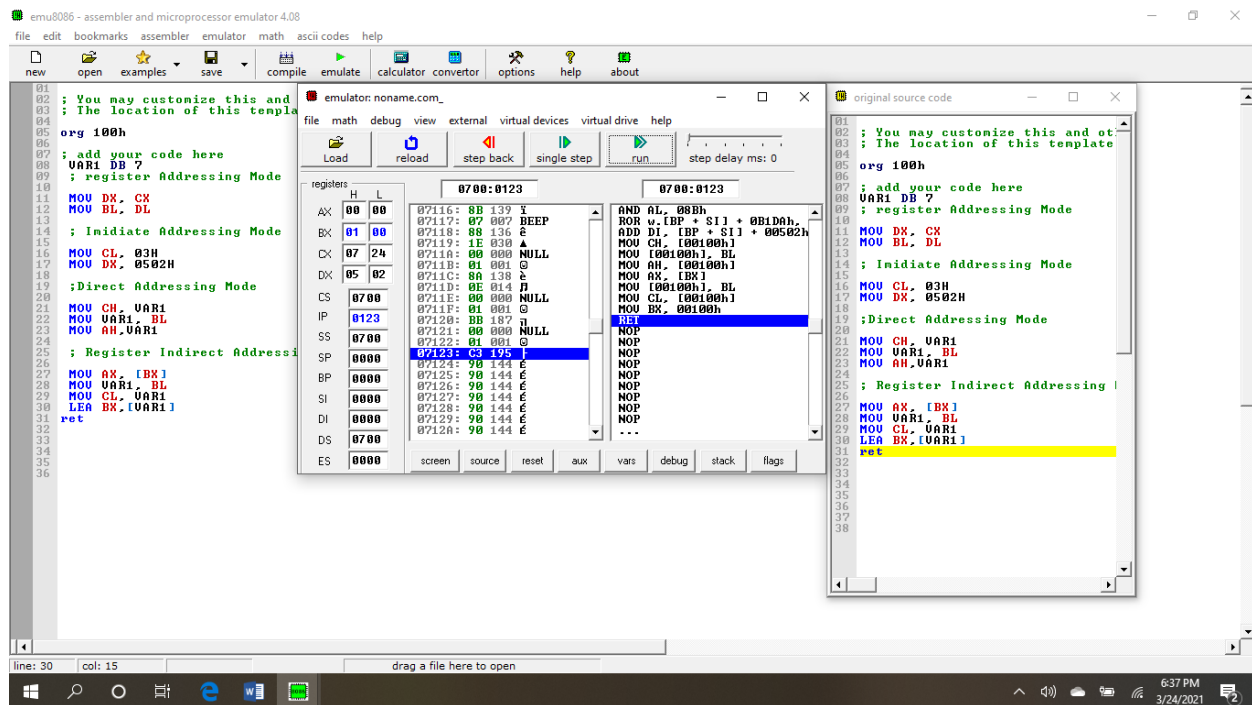 emu8086 - assembler and microprocessor emulator 4.08
file edit bookmarks assembler emulator math ascii codes help
new open examples save compile emulate calculator convertor options help about
01
02 ; You may customize this and
03 ; The location of this templa
04
05 org 100h
06
07 ; add your code here
08 VAR1 DB 7
09 ; register Addressing Mode
10
11 MOV DX, CX
12 MOV BL, DL
13
14 ; Imidiate Addressing Mode
15
16 MOV CL, 03H
17 MOV DX, 0502H
18
19 ;Direct Addressing Mode
20
21 MOV CH, VAR1
22 MOV VAR1, BL
23 MOV AH,VAR1
24
25 ; Register Indirect Addressi
26
27 MOV AX, [BX]
28 MOV VAR1, BL
29 MOV CL, VAR1
30 LEA BX,[VAR1]
31 ret
32
33
34
35
36
emulator: noname.com_
file math debug view external virtual devices virtual drive help
Load reload step back single step run step delay ms: 0
registers
H L
AX 00 00
BX 01 00
CX 07 24
DX 05 02
CS 0700
IP 0123
SS 0700
SP 0000
BP 0000
SI 0000
DI 0000
DS 0700
ES 0000
0700:0123
07116: 8B 139 ï
07117: 07 007 BEEP
07118: 88 136 ê
07119: 1E 030 ▲
0711A: 00 000 NULL
0711B: 01 001 ☺
0711C: 8A 138 è
0711D: 0E 014 ♫
0711E: 00 000 NULL
0711F: 01 001 ☺
07120: BB 187 ╗
07121: 00 000 NULL
07122: 01 001 ☺
07123: C3 195 ├
07124: 90 144 É
07125: 90 144 É
07126: 90 144 É
07127: 90 144 É
07128: 90 144 É
07129: 90 144 É
0712A: 90 144 É
0700:0123
AND AL, 08Bh
ROR w.[BP + SI] + 0B1DAh,
ADD DI, [BP + SI] + 00502h
MOV CH, [00100h]
MOV [00100h], BL
MOV AH, [00100h]
MOV AX, [BX]
MOV [00100h], BL
MOV CL, [00100h]
MOV BX, 00100h
RET
NOP
NOP
NOP
NOP
NOP
NOP
NOP
NOP
NOP
...
screen source reset aux vars debug stack flags
original source code
01
02 ; You may customize this and ot
03 ; The location of this template
04
05 org 100h
06
07 ; add your code here
08 VAR1 DB 7
09 ; register Addressing Mode
10
11 MOV DX, CX
12 MOV BL, DL
13
14 ; Imidiate Addressing Mode
15
16 MOV CL, 03H
17 MOV DX, 0502H
18
19 ;Direct Addressing Mode
20
21 MOV CH, VAR1
22 MOV VAR1, BL
23 MOV AH,VAR1
24
25 ; Register Indirect Addressing
26
27 MOV AX, [BX]
28 MOV VAR1, BL
29 MOV CL, VAR1
30 LEA BX,[VAR1]
31 ret
32
33
34
35
36
37
38
line: 30 col: 15 drag a file here to open
6:37 PM
3/24/2021
2